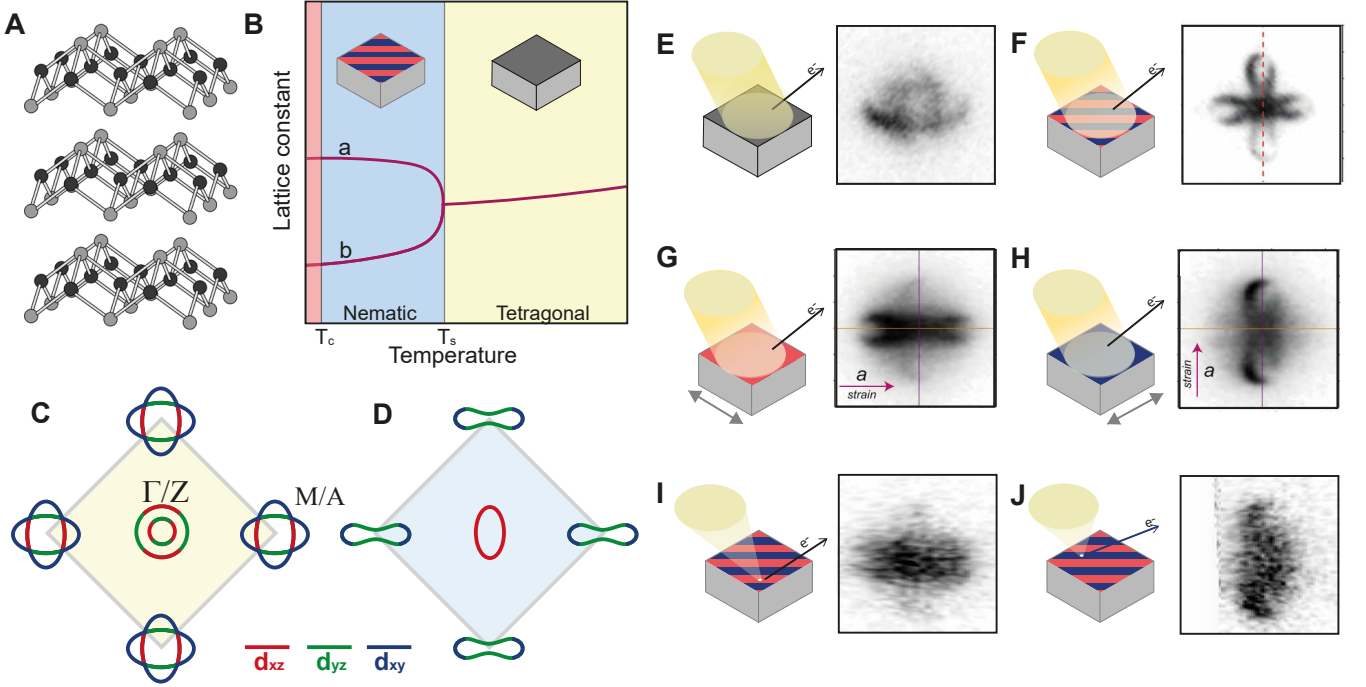 A
B
Lattice constant
a
b
Nematic
Tetragonal
Tc
Ts
Temperature
C
Γ/Z
M/A
D
dxz
dyz
dxy
E
e-
F
e-
G
e-
a
strain
H
e-
strain
a
I
e-
J
e-